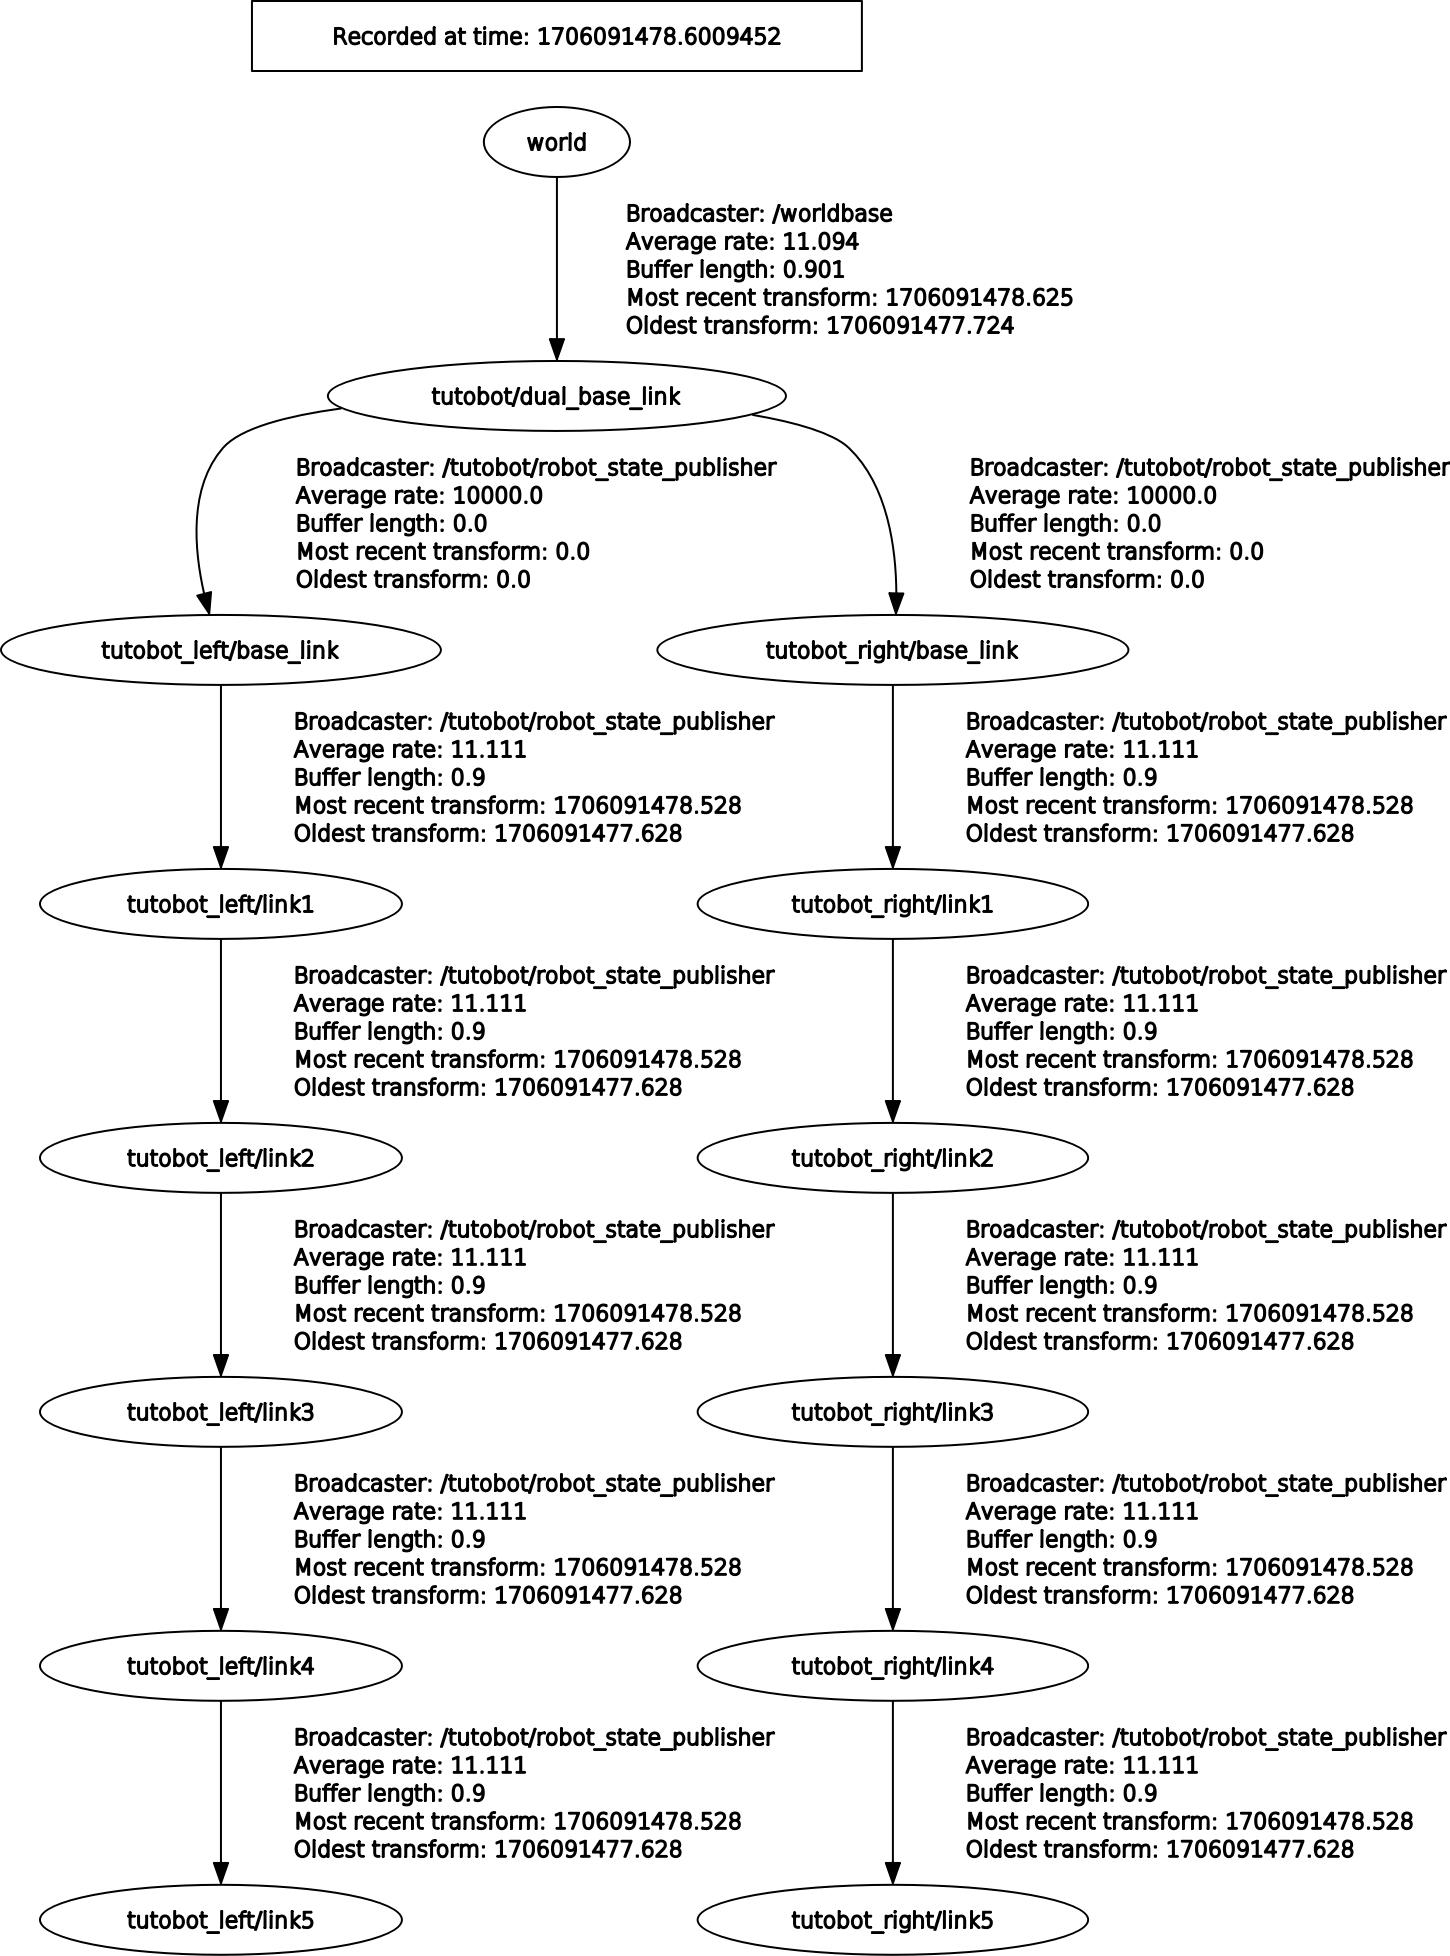 Recorded at time: 1706091478.6009452
world
Broadcaster: /worldbase
Average rate: 11.094
Buffer length: 0.901
Most recent transform: 1706091478.625
Oldest transform: 1706091477.724
tutobot/dual_base_link
Broadcaster: /tutobot/robot_state_publisher
Average rate: 10000.0
Buffer length: 0.0
Most recent transform: 0.0
Oldest transform: 0.0
Broadcaster: /tutobot/robot_state_publisher
Average rate: 10000.0
Buffer length: 0.0
Most recent transform: 0.0
Oldest transform: 0.0
tutobot_left/base_link
tutobot_right/base_link
Broadcaster: /tutobot/robot_state_publisher
Average rate: 11.111
Buffer length: 0.9
Most recent transform: 1706091478.528
Oldest transform: 1706091477.628
Broadcaster: /tutobot/robot_state_publisher
Average rate: 11.111
Buffer length: 0.9
Most recent transform: 1706091478.528
Oldest transform: 1706091477.628
tutobot_left/link1
tutobot_right/link1
Broadcaster: /tutobot/robot_state_publisher
Average rate: 11.111
Buffer length: 0.9
Most recent transform: 1706091478.528
Oldest transform: 1706091477.628
Broadcaster: /tutobot/robot_state_publisher
Average rate: 11.111
Buffer length: 0.9
Most recent transform: 1706091478.528
Oldest transform: 1706091477.628
tutobot_left/link2
tutobot_right/link2
Broadcaster: /tutobot/robot_state_publisher
Average rate: 11.111
Buffer length: 0.9
Most recent transform: 1706091478.528
Oldest transform: 1706091477.628
Broadcaster: /tutobot/robot_state_publisher
Average rate: 11.111
Buffer length: 0.9
Most recent transform: 1706091478.528
Oldest transform: 1706091477.628
tutobot_left/link3
tutobot_right/link3
Broadcaster: /tutobot/robot_state_publisher
Average rate: 11.111
Buffer length: 0.9
Most recent transform: 1706091478.528
Oldest transform: 1706091477.628
Broadcaster: /tutobot/robot_state_publisher
Average rate: 11.111
Buffer length: 0.9
Most recent transform: 1706091478.528
Oldest transform: 1706091477.628
tutobot_left/link4
tutobot_right/link4
Broadcaster: /tutobot/robot_state_publisher
Average rate: 11.111
Buffer length: 0.9
Most recent transform: 1706091478.528
Oldest transform: 1706091477.628
Broadcaster: /tutobot/robot_state_publisher
Average rate: 11.111
Buffer length: 0.9
Most recent transform: 1706091478.528
Oldest transform: 1706091477.628
tutobot_left/link5
tutobot_right/link5